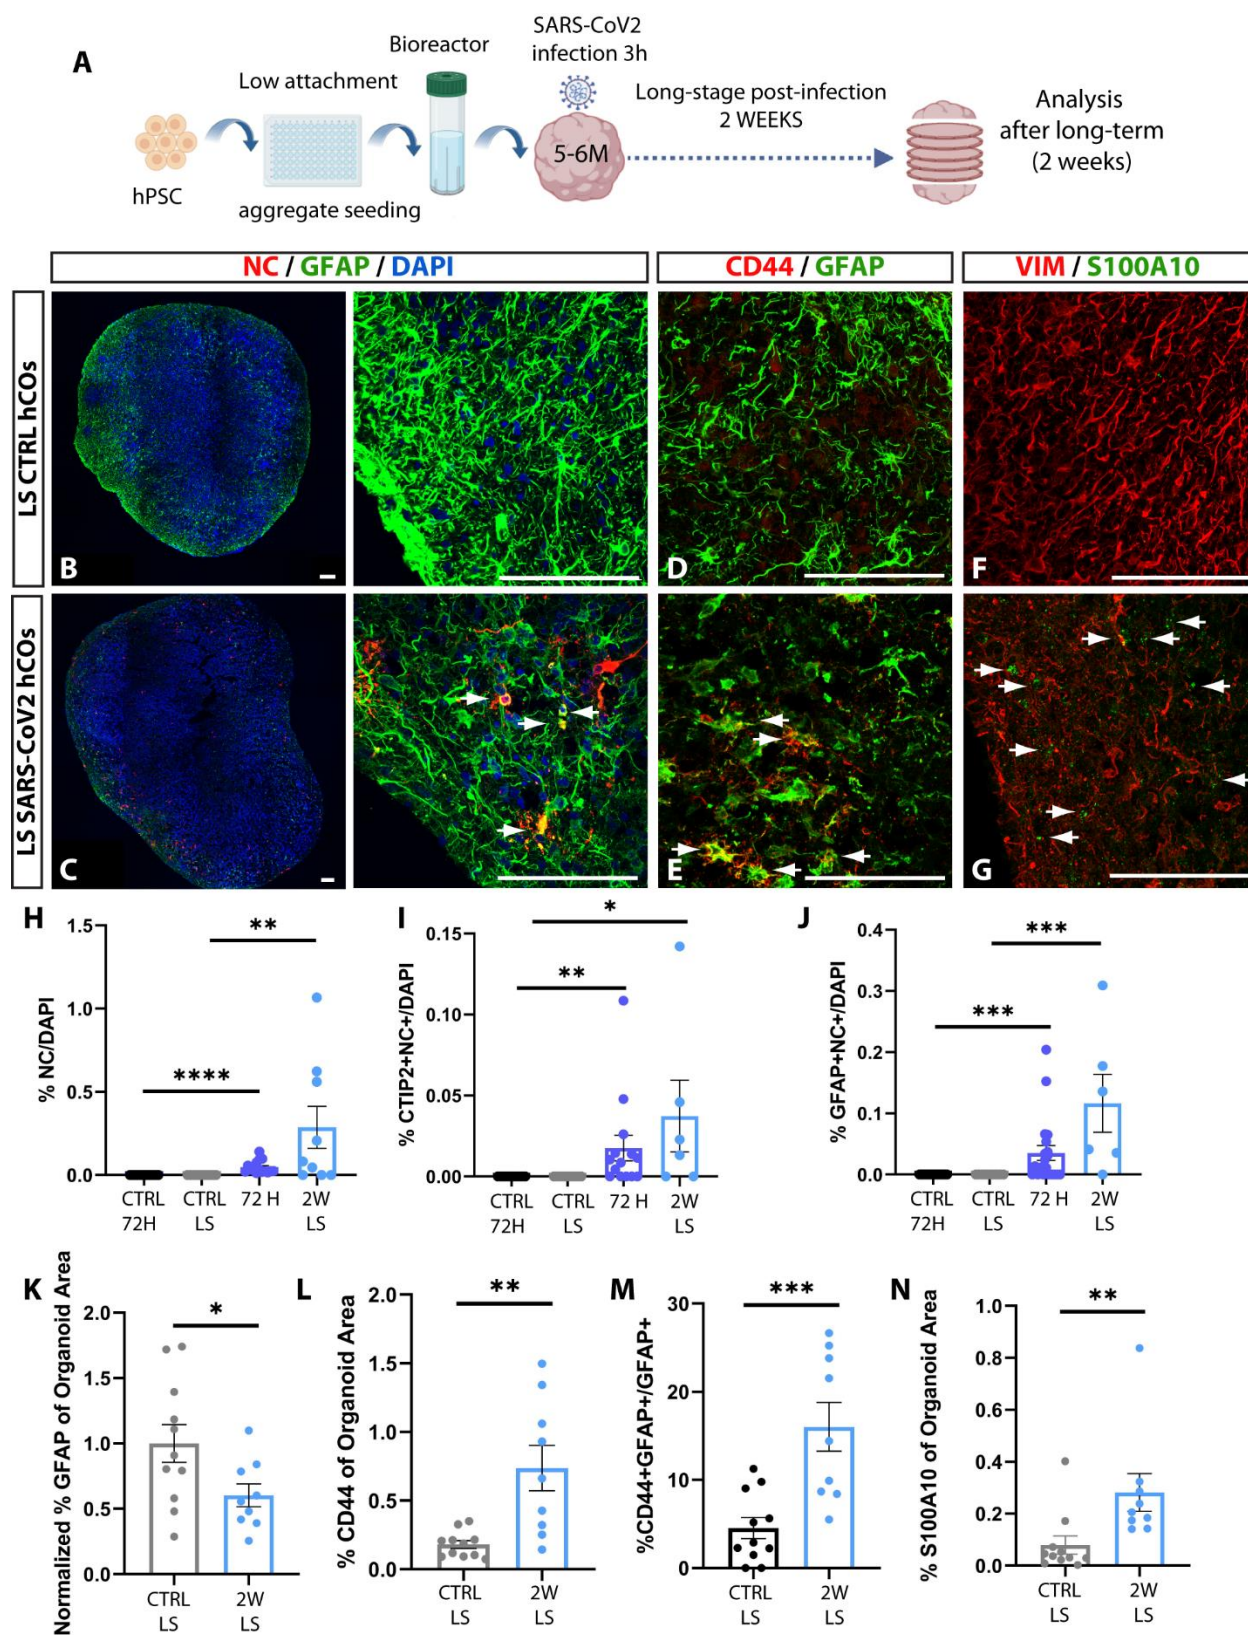 A
hPSC
Low attachment
aggregate seeding
Bioreactor
SARS-CoV2
infection 3h
5-6M
Long-stage post-infection
2 WEEKS
Analysis
after long-term
(2 weeks)
NC / GFAP / DAPI
CD44 / GFAP
VIM / S100A10
LS CTRL hCOs
B
D
F
LS SARS-CoV2 hCOs
C
E
G
H
% NC/DAPI
1.5
1.0
0.5
0.0
****
**
CTRL
72H
CTRL
LS
72 H
2W
LS
I
% CTIP2+NC+/DAPI
0.15
0.10
0.05
0.00
**
*
CTRL
72H
CTRL
LS
72 H
2W
LS
J
% GFAP+NC+/DAPI
0.4
0.3
0.2
0.1
0.0
***
***
CTRL
72H
CTRL
LS
72 H
2W
LS
K
Normalized % GFAP of Organoid Area
2.0
1.5
1.0
0.5
0.0
*
CTRL
LS
2W
LS
L
% CD44 of Organoid Area
2.0
1.5
1.0
0.5
0.0
**
CTRL
LS
2W
LS
M
%CD44+GFAP+/GFAP+
30
20
10
0
***
CTRL
LS
2W
LS
N
% S100A10 of Organoid Area
1.0
0.8
0.6
0.4
0.2
0.0
**
CTRL
LS
2W
LS